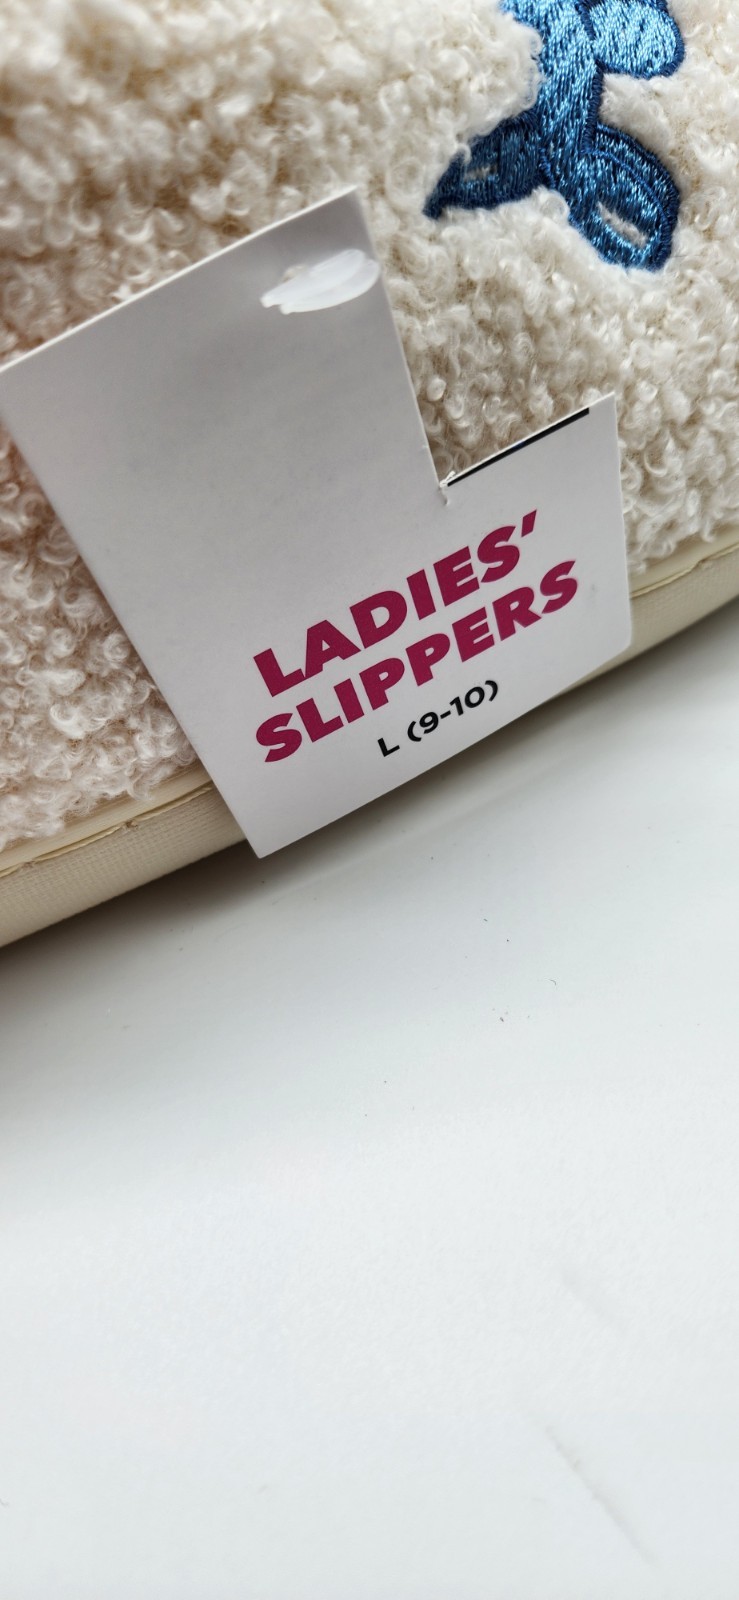 LADIES'
SLIPPERS
L (9-10)